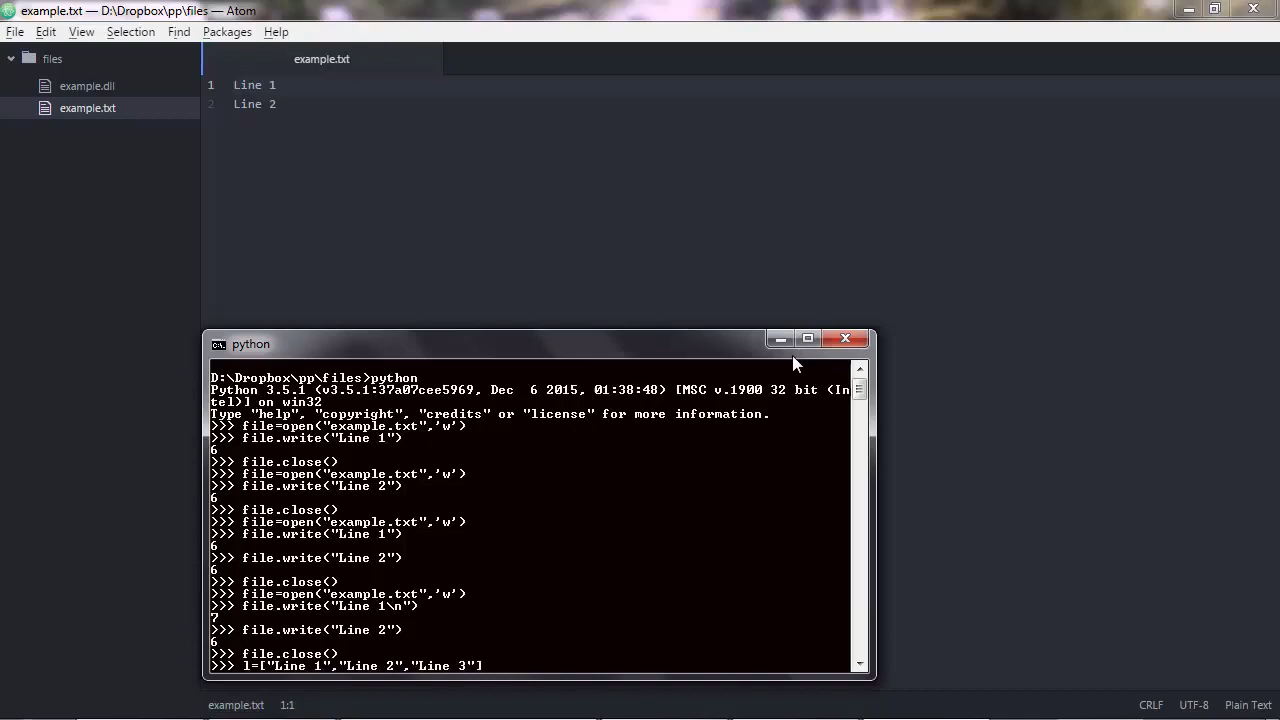 example.txt — D:\Dropbox\pp\files — Atom
File Edit View Selection Find Packages Help
files
example.dll
example.txt
example.txt
1 Line 1
2 Line 2
python
D:\Dropbox\pp\files>python
Python 3.5.1 (v3.5.1:37a07cee5969, Dec  6 2015, 01:38:48) [MSC v.1900 32 bit (In
tel)] on win32
Type "help", "copyright", "credits" or "license" for more information.
>>> file=open("example.txt",'w')
>>> file.write("Line 1")
6
>>> file.close()
>>> file=open("example.txt",'w')
>>> file.write("Line 2")
6
>>> file.close()
>>> file=open("example.txt",'w')
>>> file.write("Line 1")
6
>>> file.write("Line 2")
6
>>> file.close()
>>> file=open("example.txt",'w')
>>> file.write("Line 1\n")
7
>>> file.write("Line 2")
6
>>> file.close()
>>> l=["Line 1","Line 2","Line 3"]
example.txt 1:1 CRLF UTF-8 Plain Text